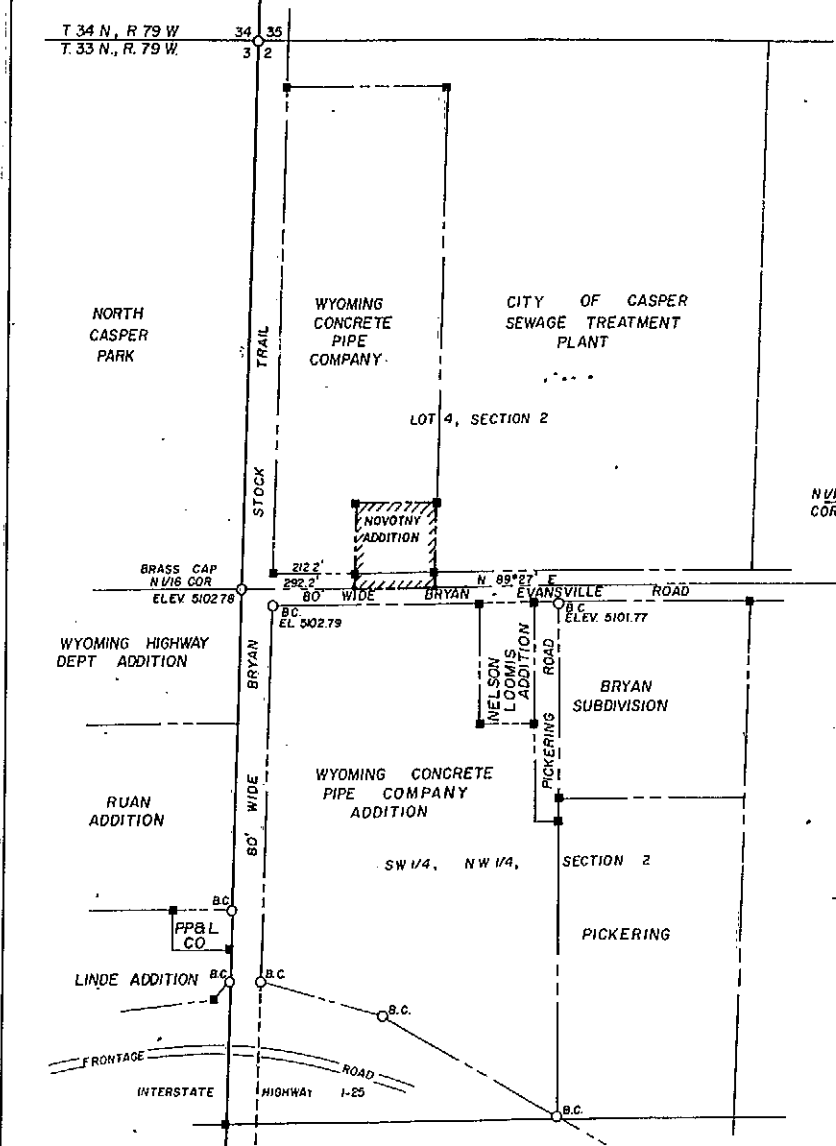 T 34 N, R 79 W
34 35
T. 33 N., R. 79 W.
3 2
NORTH
CASPER
PARK
STOCK TRAIL
WYOMING
CONCRETE
PIPE
COMPANY
CITY OF CASPER
SEWAGE TREATMENT
PLANT
LOT 4, SECTION 2
NOVOTNY
ADDITION
N 1/1
COR
BRASS CAP
N 1/16 COR
ELEV. 5102.78
212.2'
292.2'
N 89°27' E
80' WIDE BRYAN EVANSVILLE ROAD
B.C.
EL 5102.79
B.C.
ELEV. 5101.77
WYOMING HIGHWAY
DEPT ADDITION
80' WIDE BRYAN
NELSON
LOOMIS
ADDITION
PICKERING ROAD
BRYAN
SUBDIVISION
RUAN
ADDITION
WYOMING CONCRETE
PIPE COMPANY
ADDITION
SW 1/4, NW 1/4, SECTION 2
B.C.
PP&L
CO
PICKERING
LINDE ADDITION
B.C.
B.C.
B.C.
FRONTAGE ROAD
INTERSTATE HIGHWAY I-25
B.C.